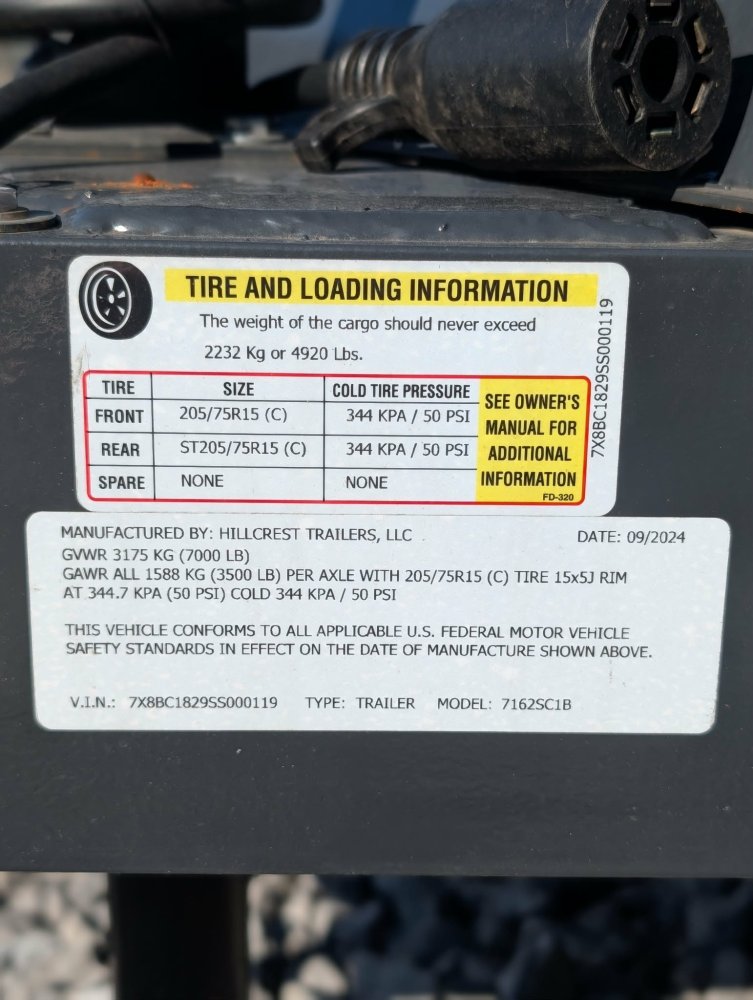 TIRE AND LOADING INFORMATION
The weight of the cargo should never exceed
2232 Kg or 4920 Lbs.
TIRE SIZE COLD TIRE PRESSURE
FRONT 205/75R15 (C) 344 KPA / 50 PSI
REAR ST205/75R15 (C) 344 KPA / 50 PSI
SPARE NONE NONE
SEE OWNER'S
MANUAL FOR
ADDITIONAL
INFORMATION
FD-320
7X8BC1829SS000119
MANUFACTURED BY: HILLCREST TRAILERS, LLC DATE: 09/2024
GVWR 3175 KG (7000 LB)
GAWR ALL 1588 KG (3500 LB) PER AXLE WITH 205/75R15 (C) TIRE 15x5J RIM
AT 344.7 KPA (50 PSI) COLD 344 KPA / 50 PSI
THIS VEHICLE CONFORMS TO ALL APPLICABLE U.S. FEDERAL MOTOR VEHICLE
SAFETY STANDARDS IN EFFECT ON THE DATE OF MANUFACTURE SHOWN ABOVE.
V.I.N.: 7X8BC1829SS000119 TYPE: TRAILER MODEL: 7162SC1B